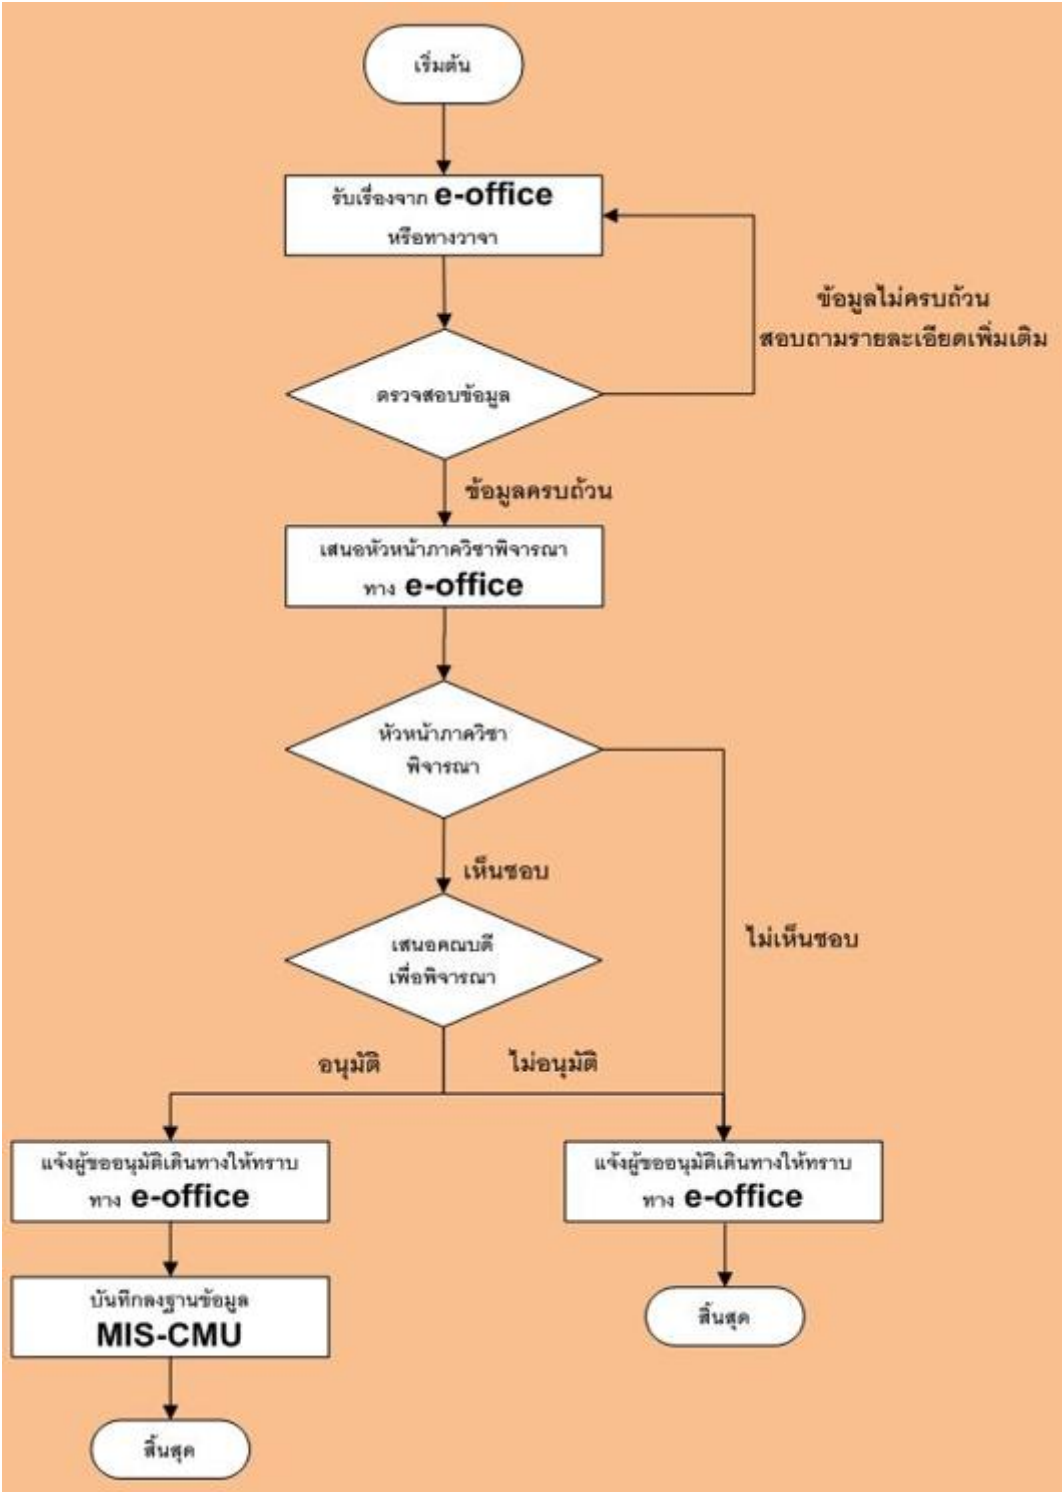 เริ่มต้น
รับเรื่องจาก e-office
หรือทางวาจา
ข้อมูลไม่ครบถ้วน
สอบถามรายละเอียดเพิ่มเติม
ตรวจสอบข้อมูล
ข้อมูลครบถ้วน
เสนอหัวหน้าภาควิชาพิจารณา
ทาง e-office
หัวหน้าภาควิชา
พิจารณา
เห็นชอบ
ไม่เห็นชอบ
เสนอคณบดี
เพื่อพิจารณา
อนุมัติ
ไม่อนุมัติ
แจ้งผู้ขออนุมัติเดินทางให้ทราบ
ทาง e-office
แจ้งผู้ขออนุมัติเดินทางให้ทราบ
ทาง e-office
บันทึกลงฐานข้อมูล
MIS-CMU
สิ้นสุด
สิ้นสุด